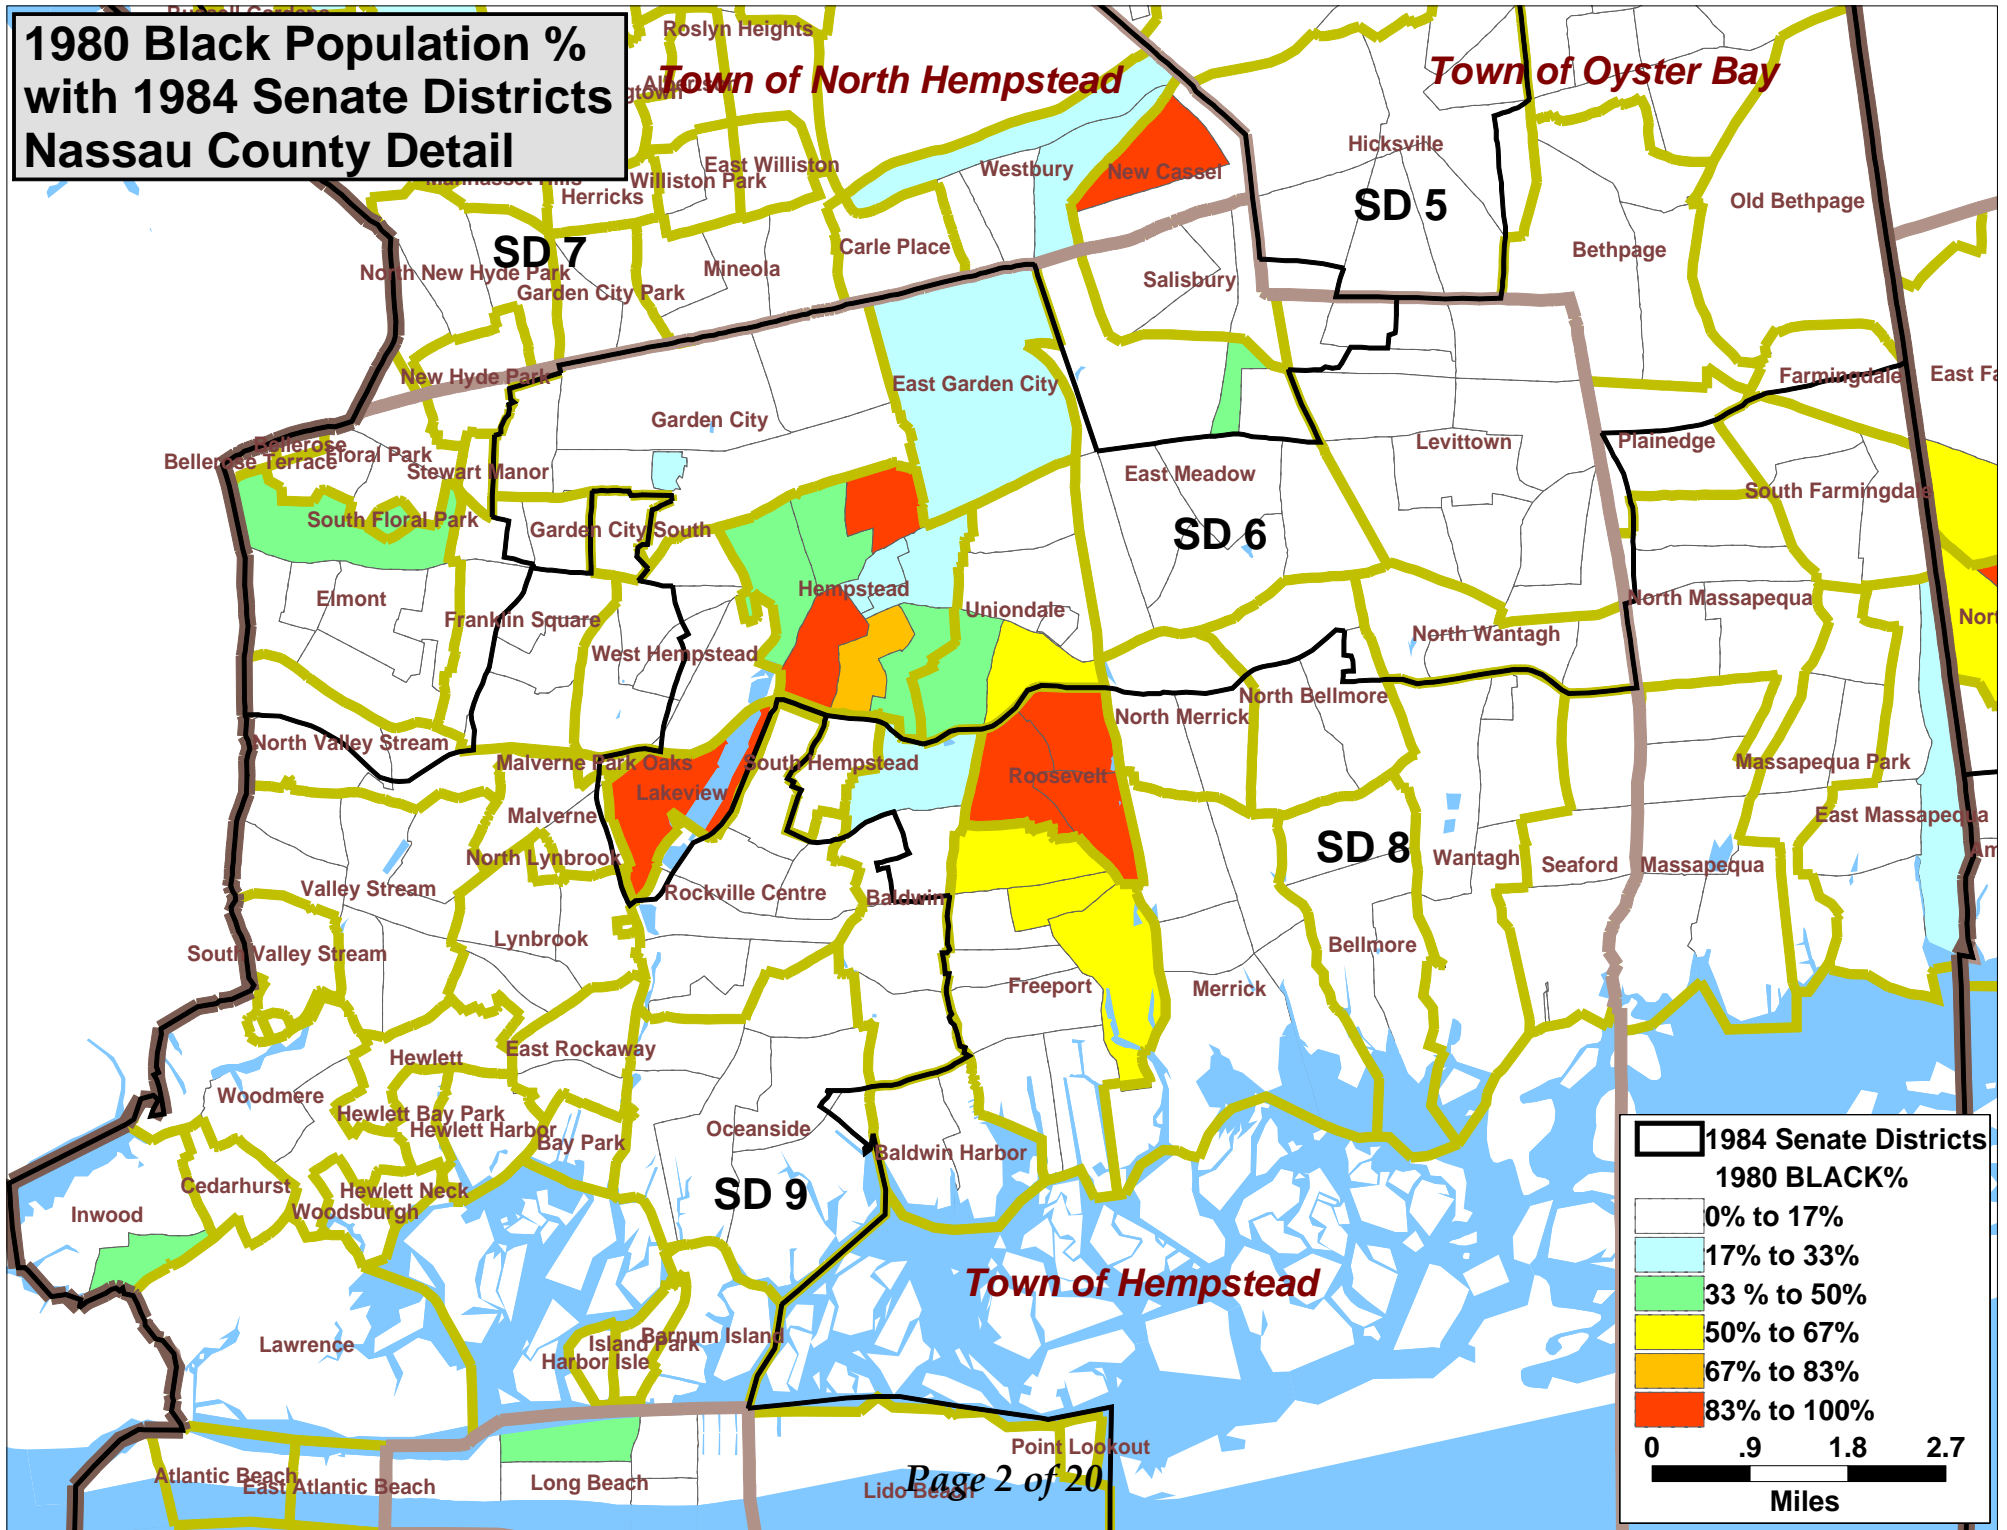 1980 Black Population %
with 1984 Senate Districts
Nassau County Detail
Roslyn Heights
Albertson
Town of North Hempstead
Town of Oyster Bay
East Williston
Williston Park
Herricks
Westbury
New Cassel
Hicksville
SD 5
Old Bethpage
Bethpage
SD 7
Carle Place
Mineola
North New Hyde Park
Garden City Park
Salisbury
New Hyde Park
East Garden City
Farmingdale
Garden City
Bellerose
Bellerose Terrace
Floral Park
Stewart Manor
East Meadow
Levittown
Plainedge
South Farmingdale
South Floral Park
Garden City South
SD 6
Hempstead
Elmont
Uniondale
North Massapequa
Franklin Square
West Hempstead
North Wantagh
North Bellmore
North Merrick
North Valley Stream
Malverne Park Oaks
South Hempstead
Roosevelt
Massapequa Park
Lakeview
Malverne
East Massapequa
North Lynbrook
SD 8
Wantagh
Seaford
Massapequa
Valley Stream
Rockville Centre
Baldwin
Lynbrook
South Valley Stream
Bellmore
Freeport
Merrick
Hewlett
East Rockaway
Woodmere
Hewlett Bay Park
Hewlett Harbor
Bay Park
Oceanside
Baldwin Harbor
Cedarhurst
Hewlett Neck
Woodsburgh
SD 9
Inwood
Town of Hempstead
Lawrence
Barnum Island
Island Park
Harbor Isle
Point Lookout
Atlantic Beach
East Atlantic Beach
Long Beach
Lido Beach
Page 2 of 20
1984 Senate Districts
1980 BLACK%
0% to 17%
17% to 33%
33 % to 50%
50% to 67%
67% to 83%
83% to 100%
0 .9 1.8 2.7
Miles